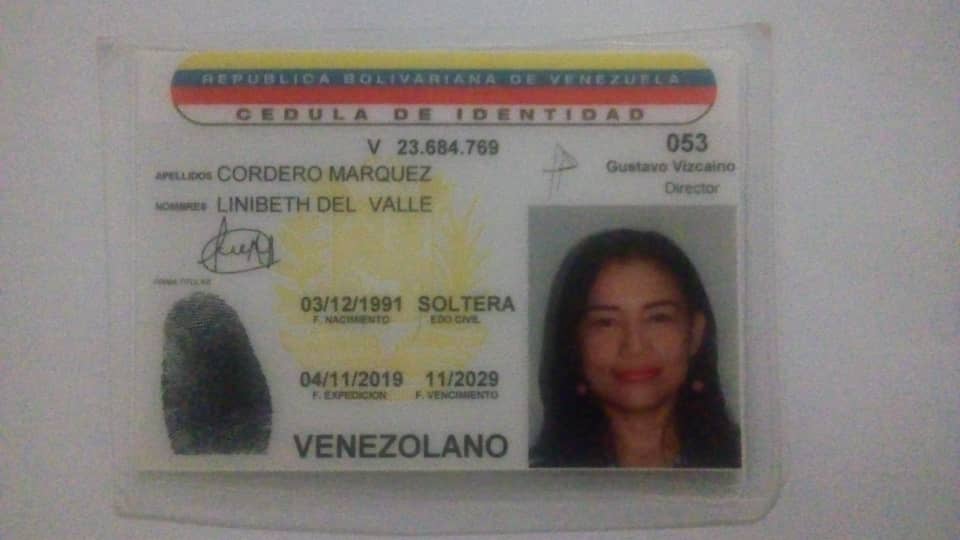 REPUBLICA BOLIVARIANA DE VENEZUELA
CEDULA DE IDENTIDAD
V 23.684.769
053
Gustavo Vizcaino
Director
APELLIDOS CORDERO MARQUEZ
NOMBRES LINIBETH DEL VALLE
FIRMA TITULAR
03/12/1991 SOLTERA
F. NACIMIENTO EDO CIVIL
04/11/2019 11/2029
F. EXPEDICION F. VENCIMIENTO
VENEZOLANO